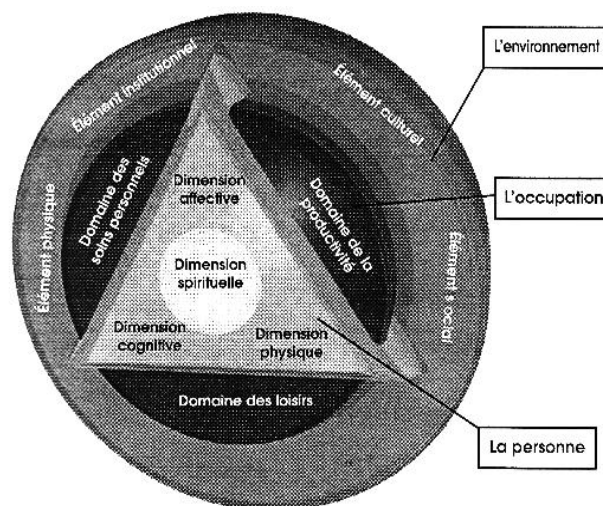 L'environnement
Élément institutionnel
Élément culturel
Élément physique
Élément social
L'occupation
Domaine des
soins personnels
Domaine de la
productivité
Domaine des loisirs
Dimension
affective
Dimension
spirituelle
Dimension
cognitive
Dimension
physique
La personne